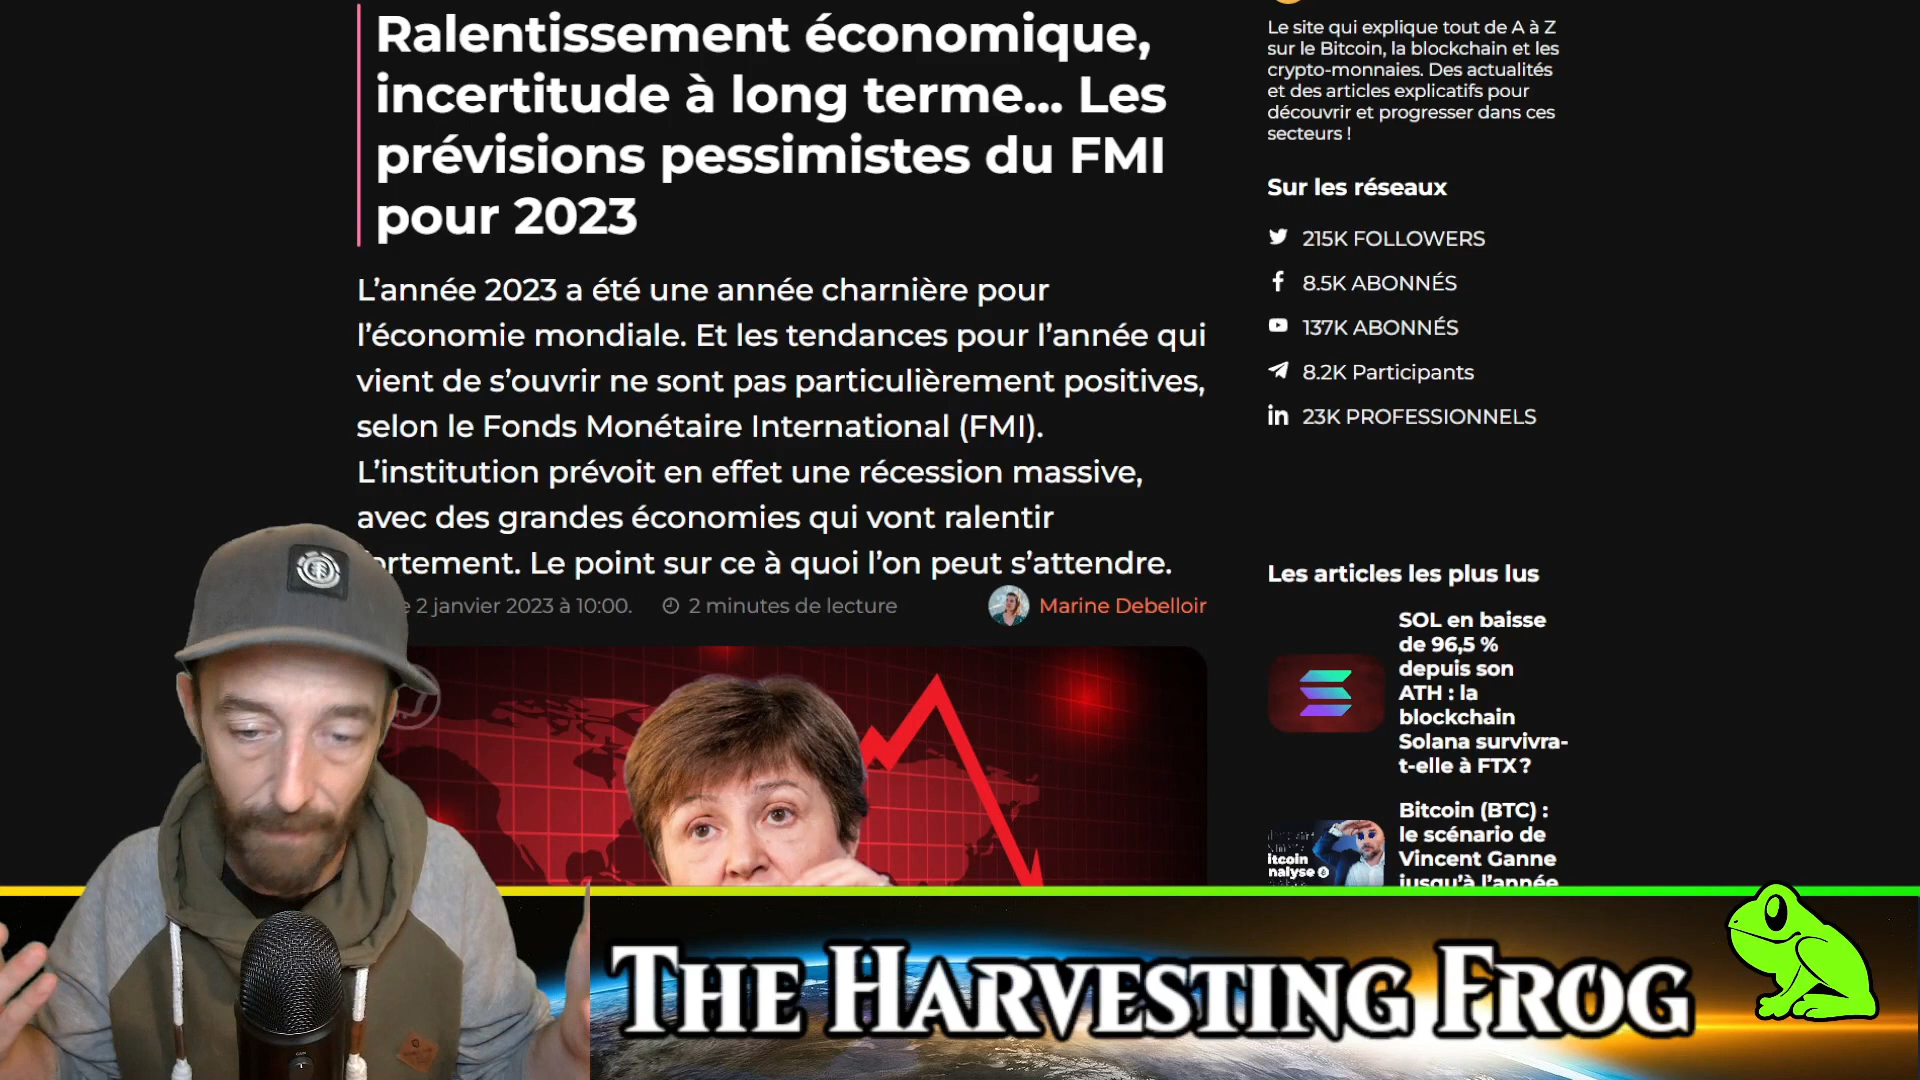 Ralentissement économique,
incertitude à long terme... Les
prévisions pessimistes du FMI
pour 2023
L'année 2023 a été une année charnière pour
l'économie mondiale. Et les tendances pour l'année qui
vient de s'ouvrir ne sont pas particulièrement positives,
selon le Fonds Monétaire International (FMI).
L'institution prévoit en effet une récession massive,
avec des grandes économies qui vont ralentir
ortement. Le point sur ce à quoi l'on peut s'attendre.
e 2 janvier 2023 à 10:00.
2 minutes de lecture
Marine Debelloir
Le site qui explique tout de A à Z
sur le Bitcoin, la blockchain et les
crypto-monnaies. Des actualités
et des articles explicatifs pour
découvrir et progresser dans ces
secteurs !
Sur les réseaux
215K FOLLOWERS
8.5K ABONNÉS
137K ABONNÉS
8.2K Participants
in 23K PROFESSIONNELS
Les articles les plus lus
SOL en baisse
de 96,5 %
depuis son
ATH : la
blockchain
Solana survivra-
t-elle à FTX ?
Bitcoin (BTC) :
le scénario de
Vincent Ganne
jusqu'à l'année
itcoin
nalyse
THE HARVESTING FROG